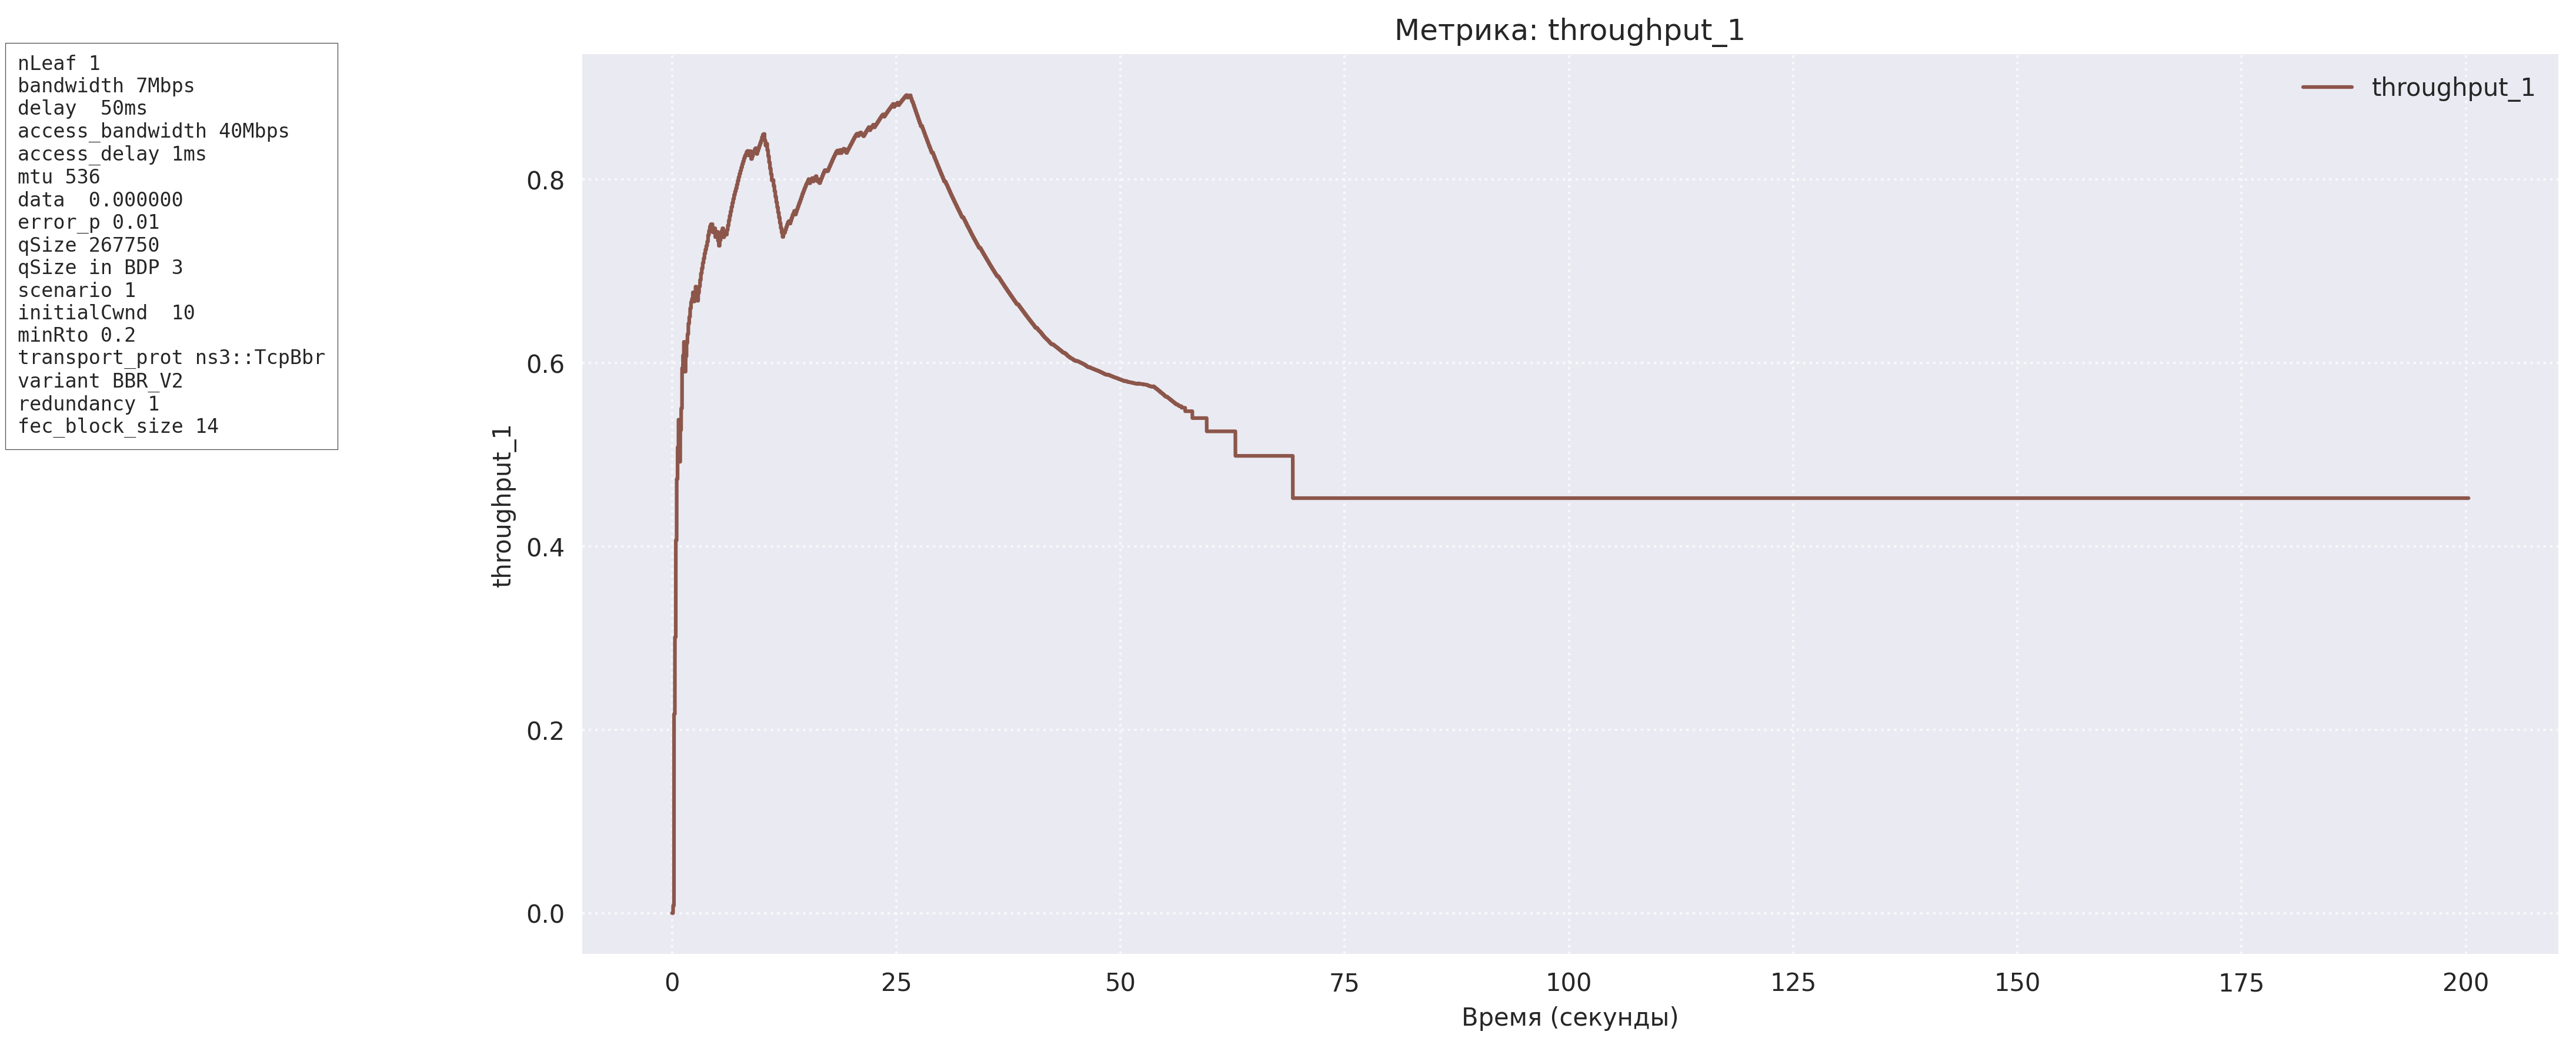 Метрика: throughput_1
nLeaf 1
bandwidth 7Mbps
delay  50ms
access_bandwidth 40Mbps
access_delay 1ms
mtu 536
data  0.000000
error_p 0.01
qSize 267750
qSize in BDP 3
scenario 1
initialCwnd  10
minRto 0.2
transport_prot ns3::TcpBbr
variant BBR_V2
redundancy 1
fec_block_size 14
throughput_1
throughput_1
0.8
0.6
0.4
0.2
0.0
0 25 50 75 100 125 150 175 200
Время (секунды)